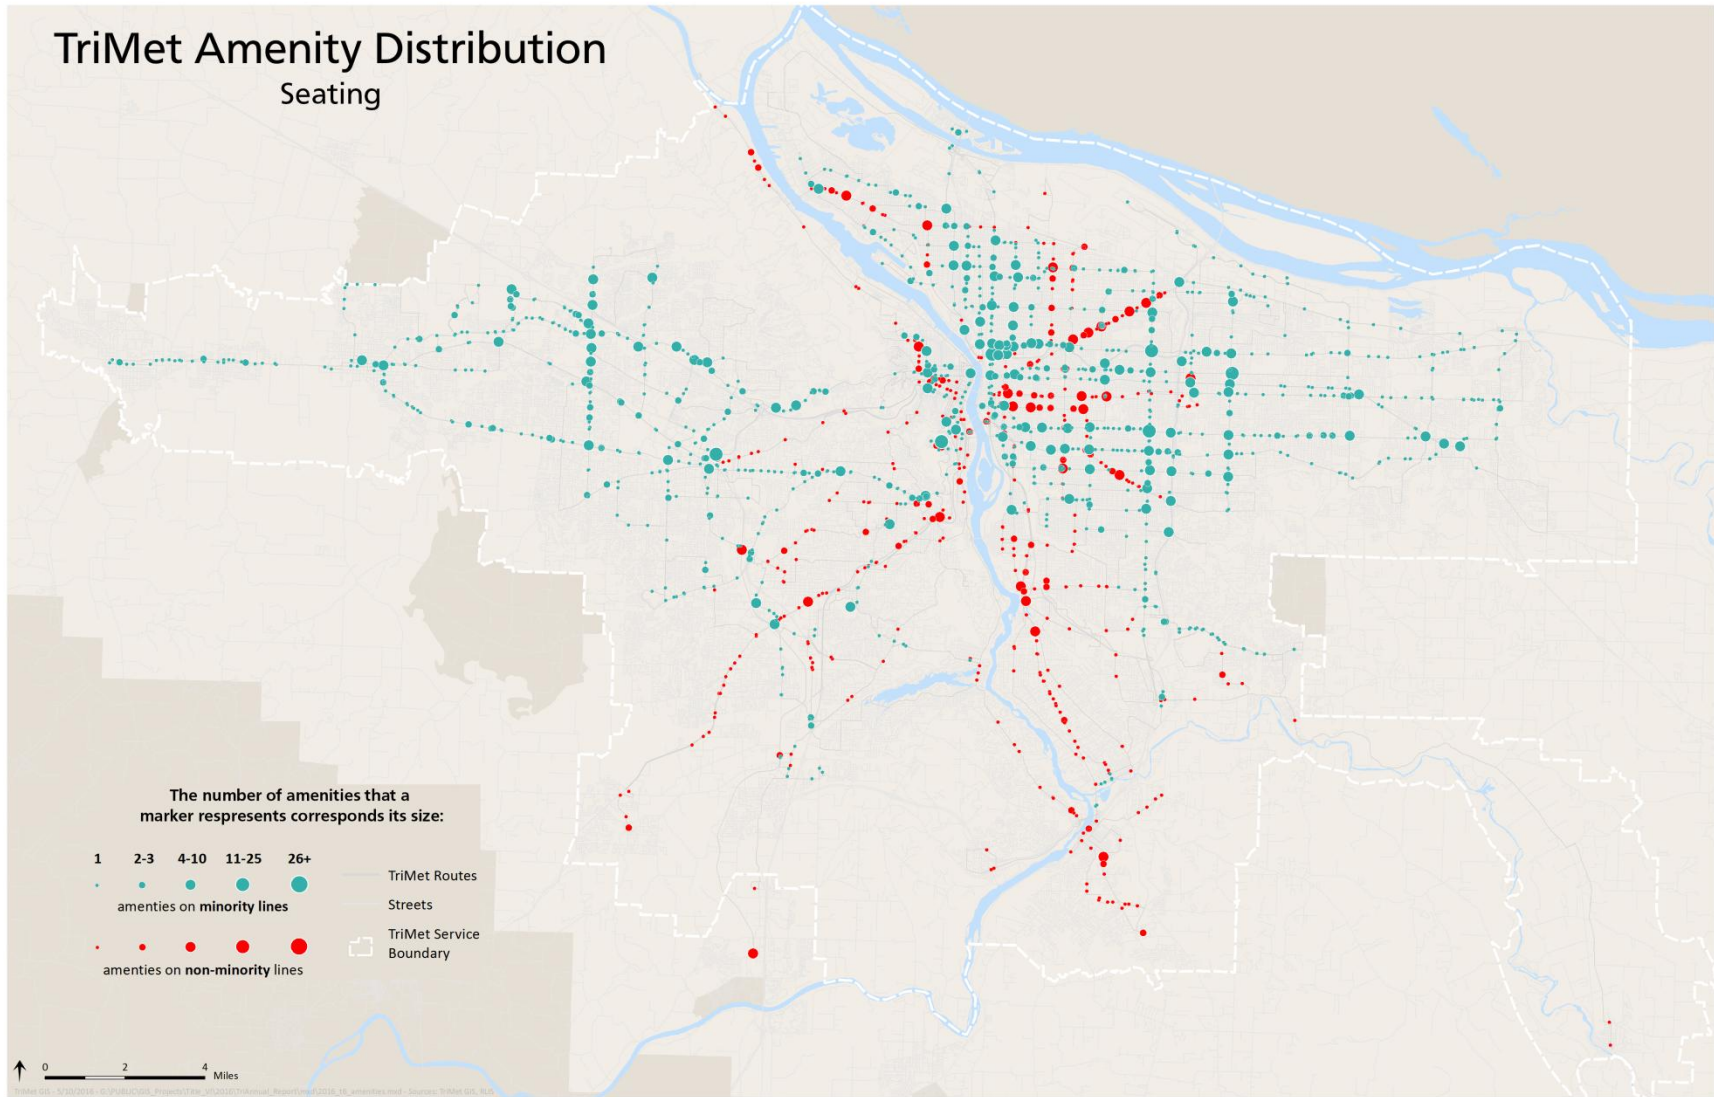 TriMet Amenity Distribution
Seating
The number of amenities that a
marker respresents corresponds its size:
1 2-3 4-10 11-25 26+
amenties on minority lines
amenties on non-minority lines
TriMet Routes
Streets
TriMet Service
Boundary
0 2 4
Miles